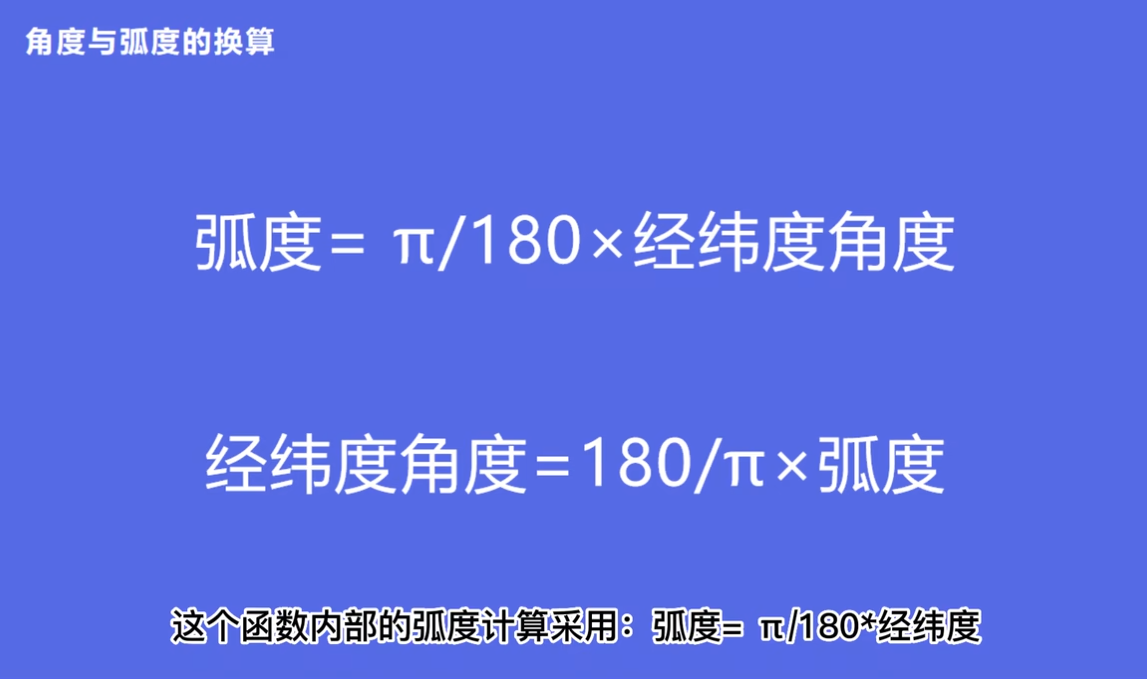 角度与弧度的换算
弧度= π/180×经纬度角度
经纬度角度=180/π×弧度
这个函数内部的弧度计算采用：弧度= π/180*经纬度